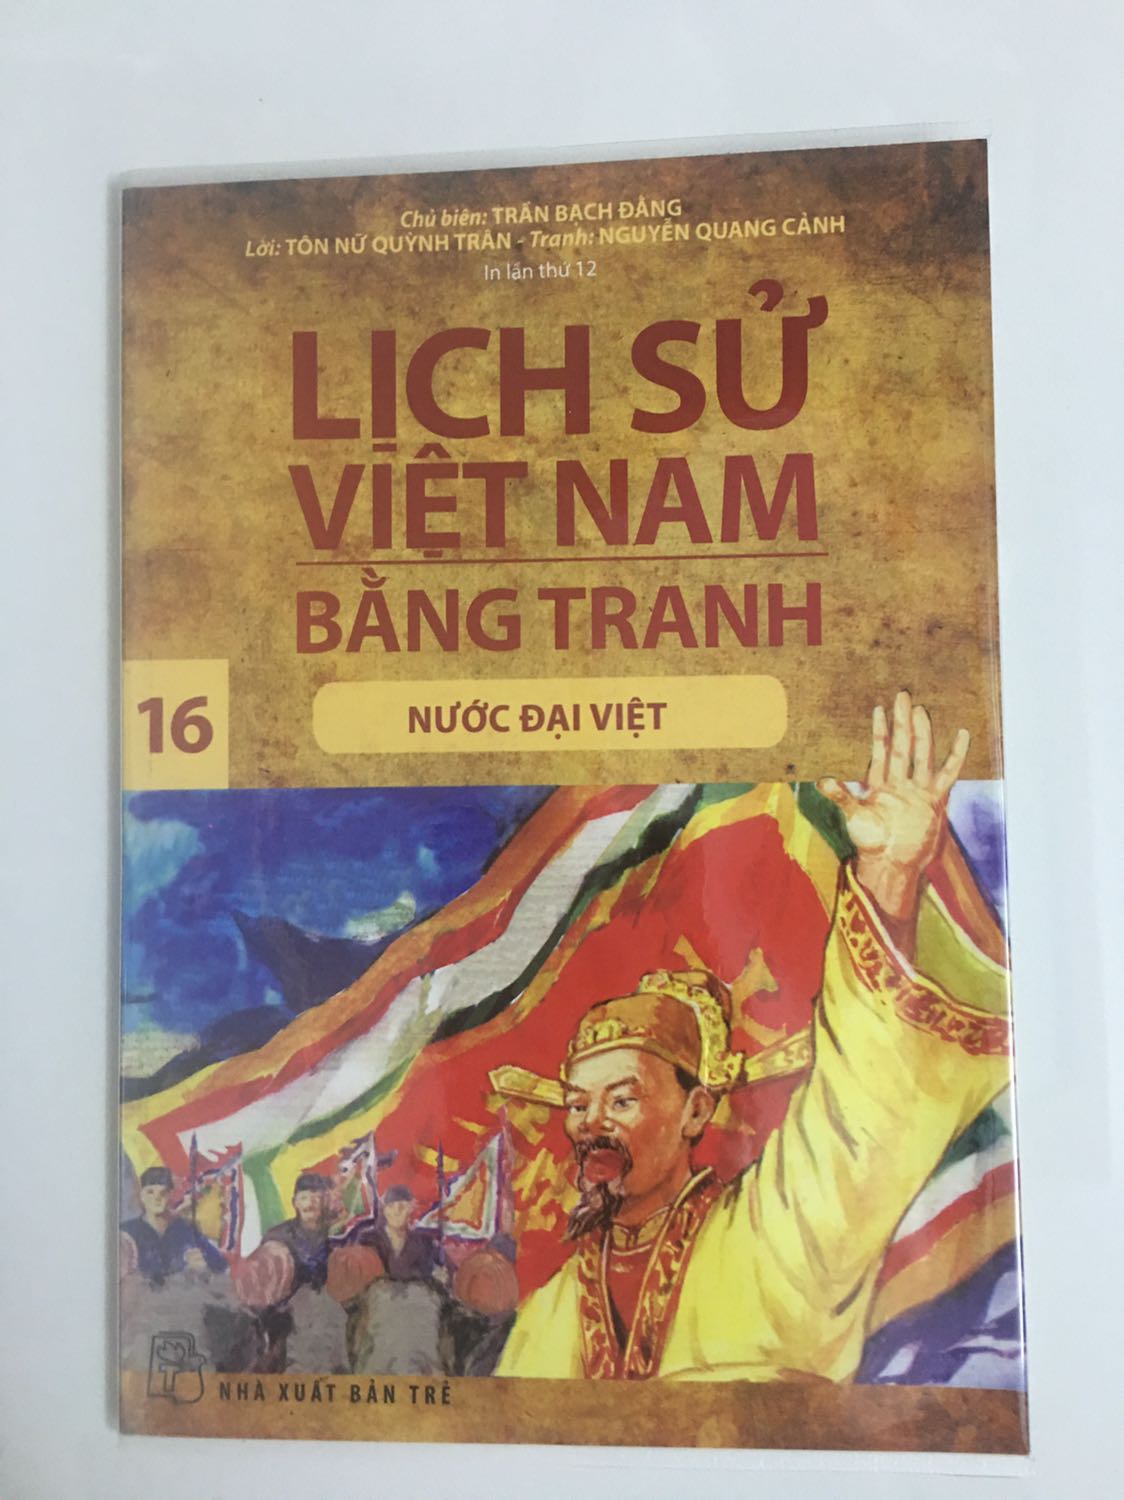 Chủ biên: TRẦN BẠCH ĐẰNG
Lời: TÔN NỮ QUỲNH TRÂN - Tranh: NGUYỄN QUANG CẢNH
In lần thứ 12
LỊCH SỬ
VIỆT NAM
BẰNG TRANH
16
NƯỚC ĐẠI VIỆT
NHÀ XUẤT BẢN TRẺ